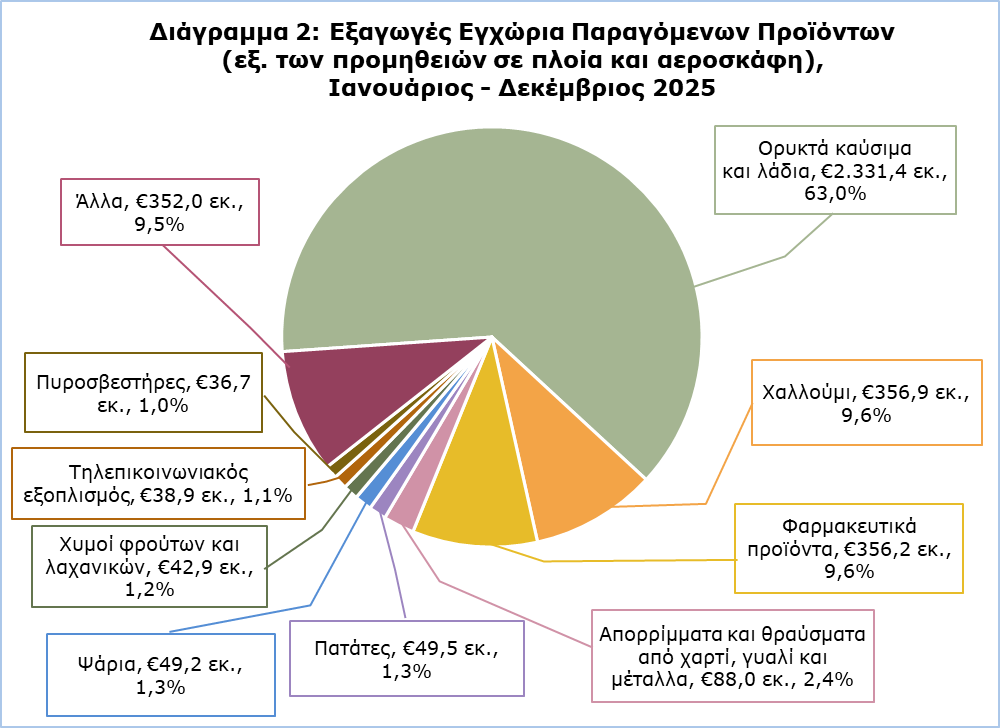 Διάγραμμα 2: Εξαγωγές Εγχώρια Παραγόμενων Προϊόντων
(εξ. των προμηθειών σε πλοία και αεροσκάφη),
Ιανουάριος - Δεκέμβριος 2025
Ορυκτά καύσιμα
και λάδια, €2.331,4 εκ.,
63,0%
Άλλα, €352,0 εκ.,
9,5%
Πυροσβεστήρες, €36,7
εκ., 1,0%
Χαλλούμι, €356,9 εκ.,
9,6%
Τηλεπικοινωνιακός
εξοπλισμός, €38,9 εκ., 1,1%
Φαρμακευτικά
προϊόντα, €356,2 εκ.,
9,6%
Χυμοί φρούτων και
λαχανικών, €42,9 εκ.,
1,2%
Απορρίμματα και θραύσματα
από χαρτί, γυαλί και
μέταλλα, €88,0 εκ., 2,4%
Πατάτες, €49,5 εκ.,
1,3%
Ψάρια, €49,2 εκ.,
1,3%